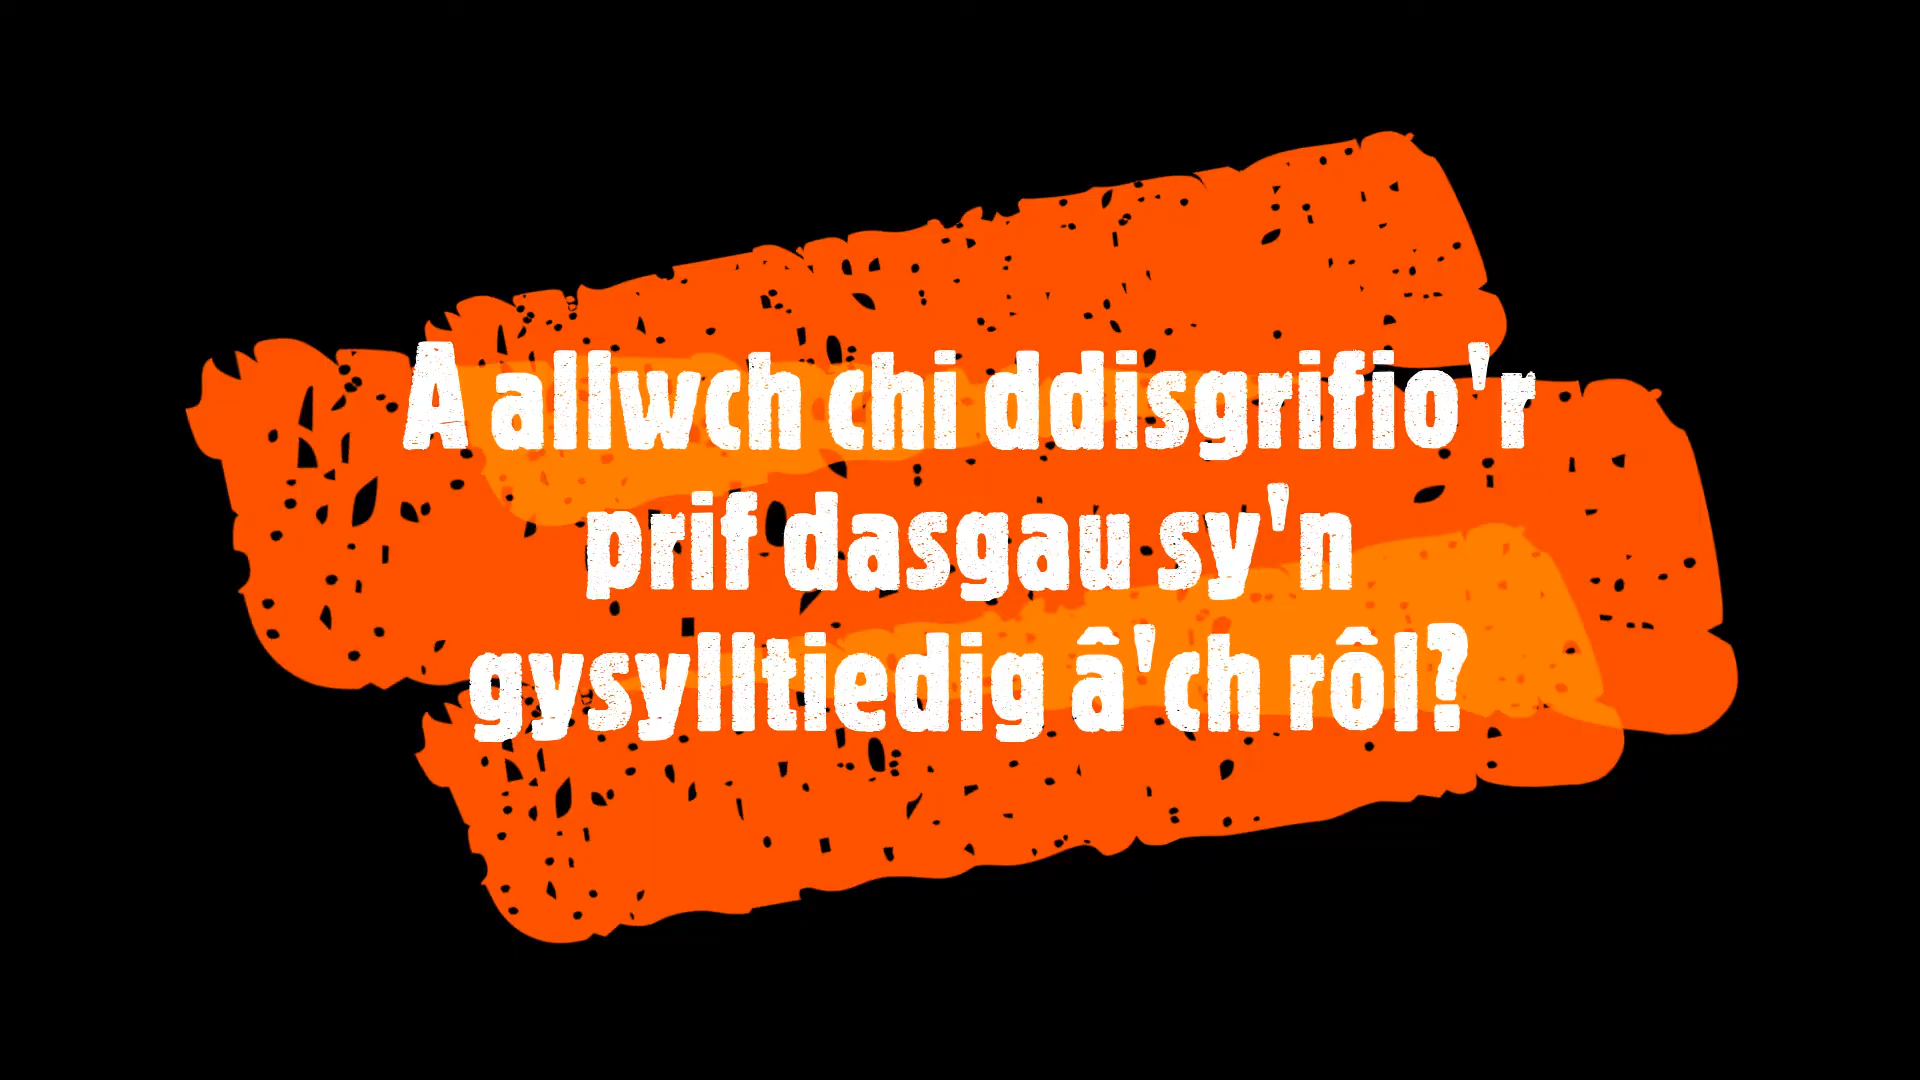 A allwch chi ddisgrifio'r
prif dasgau sy'n
gysylltiedig â'ch rôl?